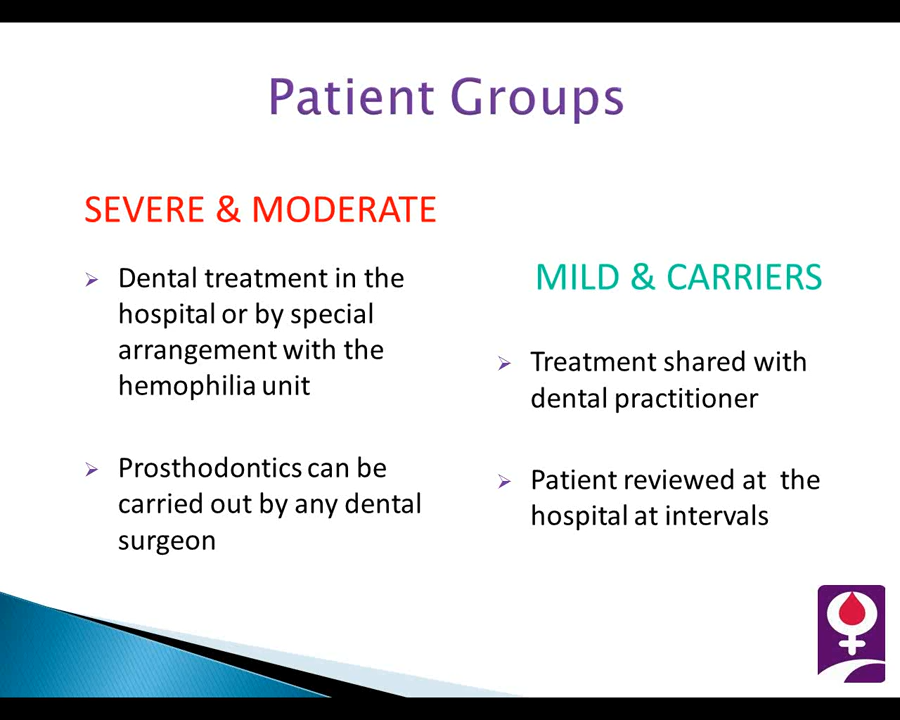 Patient Groups
SEVERE & MODERATE
➢ Dental treatment in the
hospital or by special
arrangement with the
hemophilia unit
➢ Prosthodontics can be
carried out by any dental
surgeon
MILD & CARRIERS
➢ Treatment shared with
dental practitioner
➢ Patient reviewed at  the
hospital at intervals